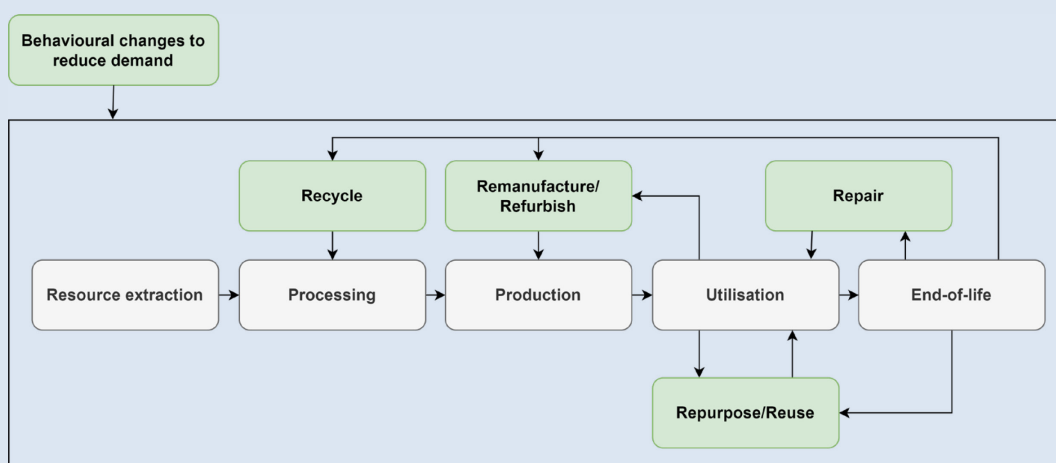 Behavioural changes to
reduce demand
Recycle
Remanufacture/
Refurbish
Repair
Resource extraction
Processing
Production
Utilisation
End-of-life
Repurpose/Reuse